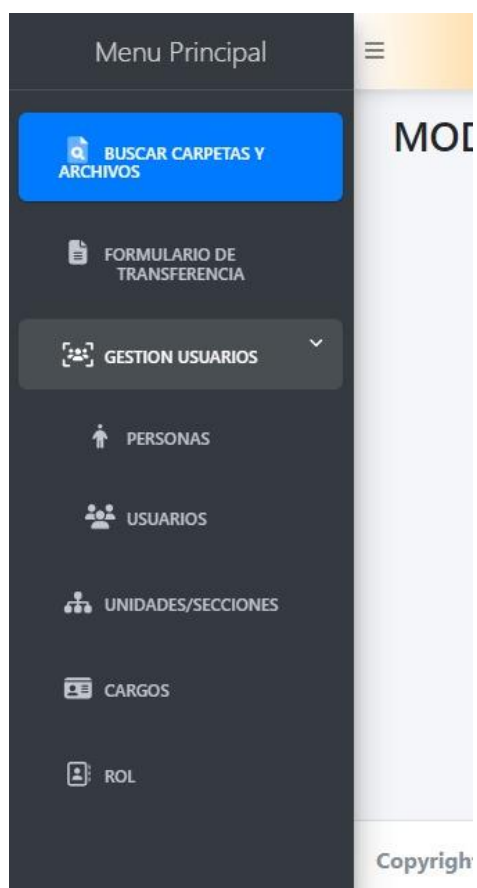 Menu Principal
MOD
BUSCAR CARPETAS Y
ARCHIVOS
FORMULARIO DE
TRANSFERENCIA
GESTION USUARIOS
PERSONAS
USUARIOS
UNIDADES/SECCIONES
CARGOS
ROL
Copyrigh